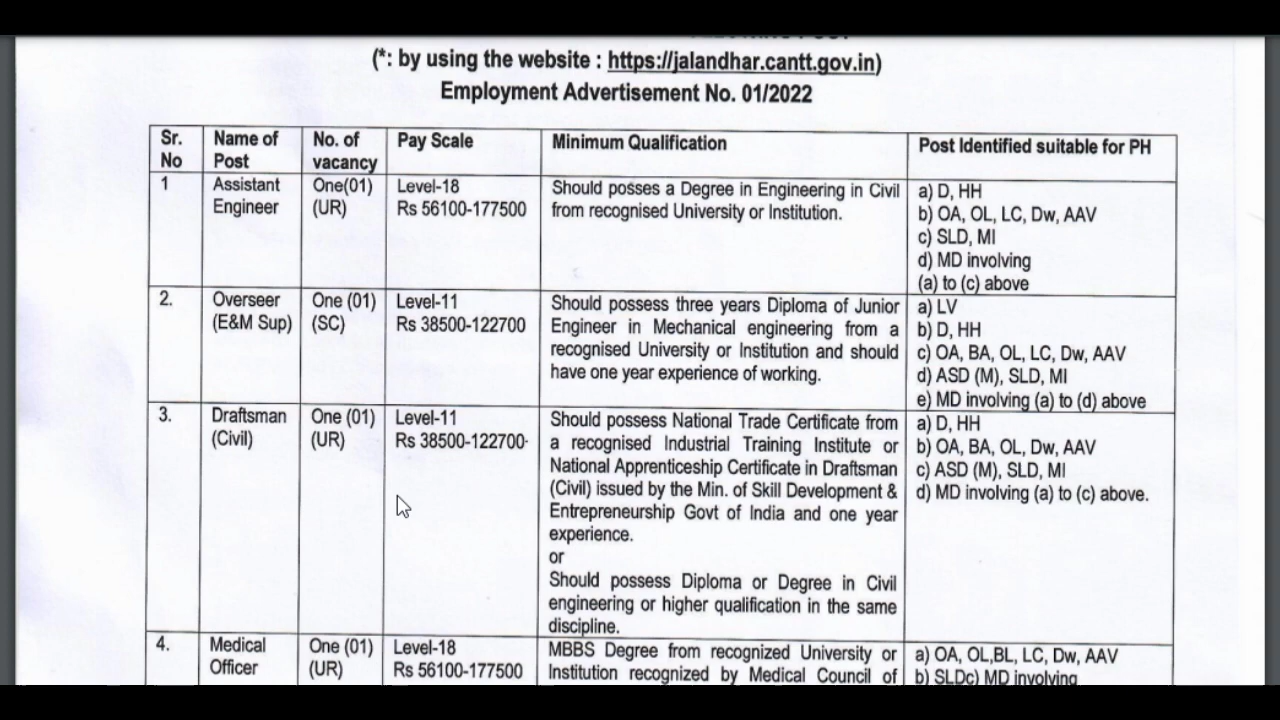 (*: by using the website : https://jalandhar.cantt.gov.in)
Employment Advertisement No. 01/2022
Sr. No
Name of Post
No. of vacancy
Pay Scale
Minimum Qualification
Post Identified suitable for PH
1
Assistant
Engineer
One(01)
(UR)
Level-18
Rs 56100-177500
Should posses a Degree in Engineering in Civil
from recognised University or Institution.
a) D, HH
b) OA, OL, LC, Dw, AAV
c) SLD, MI
d) MD involving
(a) to (c) above
2.
Overseer
(E&M Sup)
One (01)
(SC)
Level-11
Rs 38500-122700
Should possess three years Diploma of Junior
Engineer in Mechanical engineering from a
recognised University or Institution and should
have one year experience of working.
a) LV
b) D, HH
c) OA, BA, OL, LC, Dw, AAV
d) ASD (M), SLD, MI
e) MD involving (a) to (d) above
3.
Draftsman
(Civil)
One (01)
(UR)
Level-11
Rs 38500-122700
Should possess National Trade Certificate from
a recognised Industrial Training Institute or
National Apprenticeship Certificate in Draftsman
(Civil) issued by the Min. of Skill Development &
Entrepreneurship Govt of India and one year
experience.
or
Should possess Diploma or Degree in Civil
engineering or higher qualification in the same
discipline.
a) D, HH
b) OA, BA, OL, Dw, AAV
c) ASD (M), SLD, MI
d) MD involving (a) to (c) above.
4.
Medical
Officer
One (01)
(UR)
Level-18
Rs 56100-177500
MBBS Degree from recognized University or
Institution recognized by Medical Council of
a) OA, OL,BL, LC, Dw, AAV
b) SLDc) MD involving